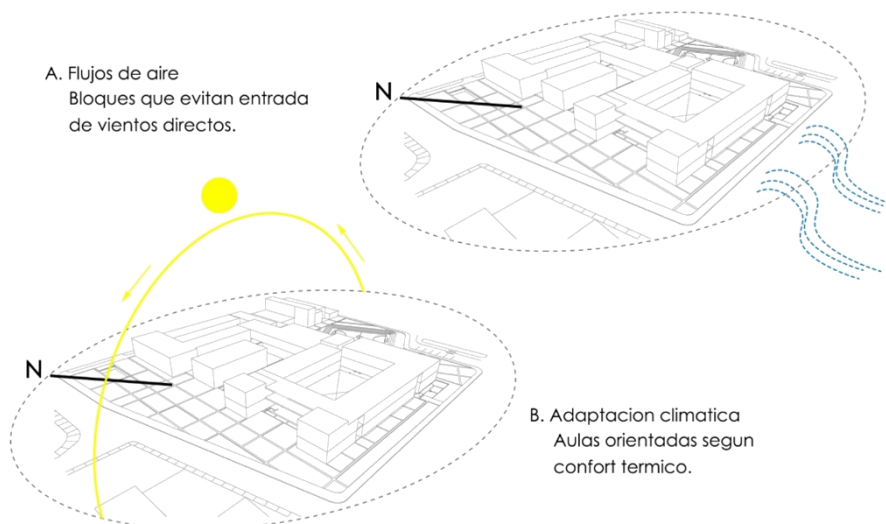 A. Flujos de aire
Bloques que evitan entrada
de vientos directos.
N
N
B. Adaptacion climatica
Aulas orientadas segun
confort termico.